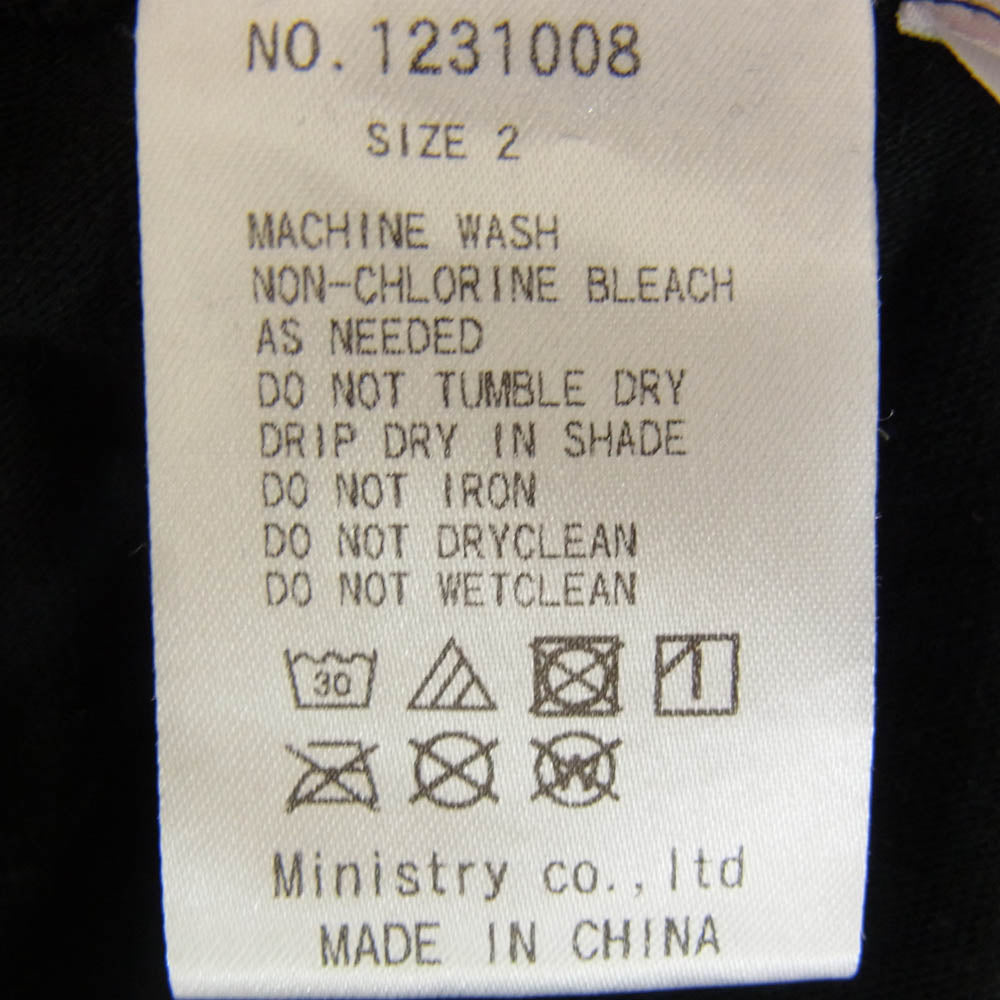 NO. 1231008
SIZE 2
MACHINE WASH
NON-CHLORINE BLEACH
AS NEEDED
DO NOT TUMBLE DRY
DRIP DRY IN SHADE
DO NOT IRON
DO NOT DRYCLEAN
DO NOT WETCLEAN
30
W
Ministry co.,ltd
MADE IN CHINA